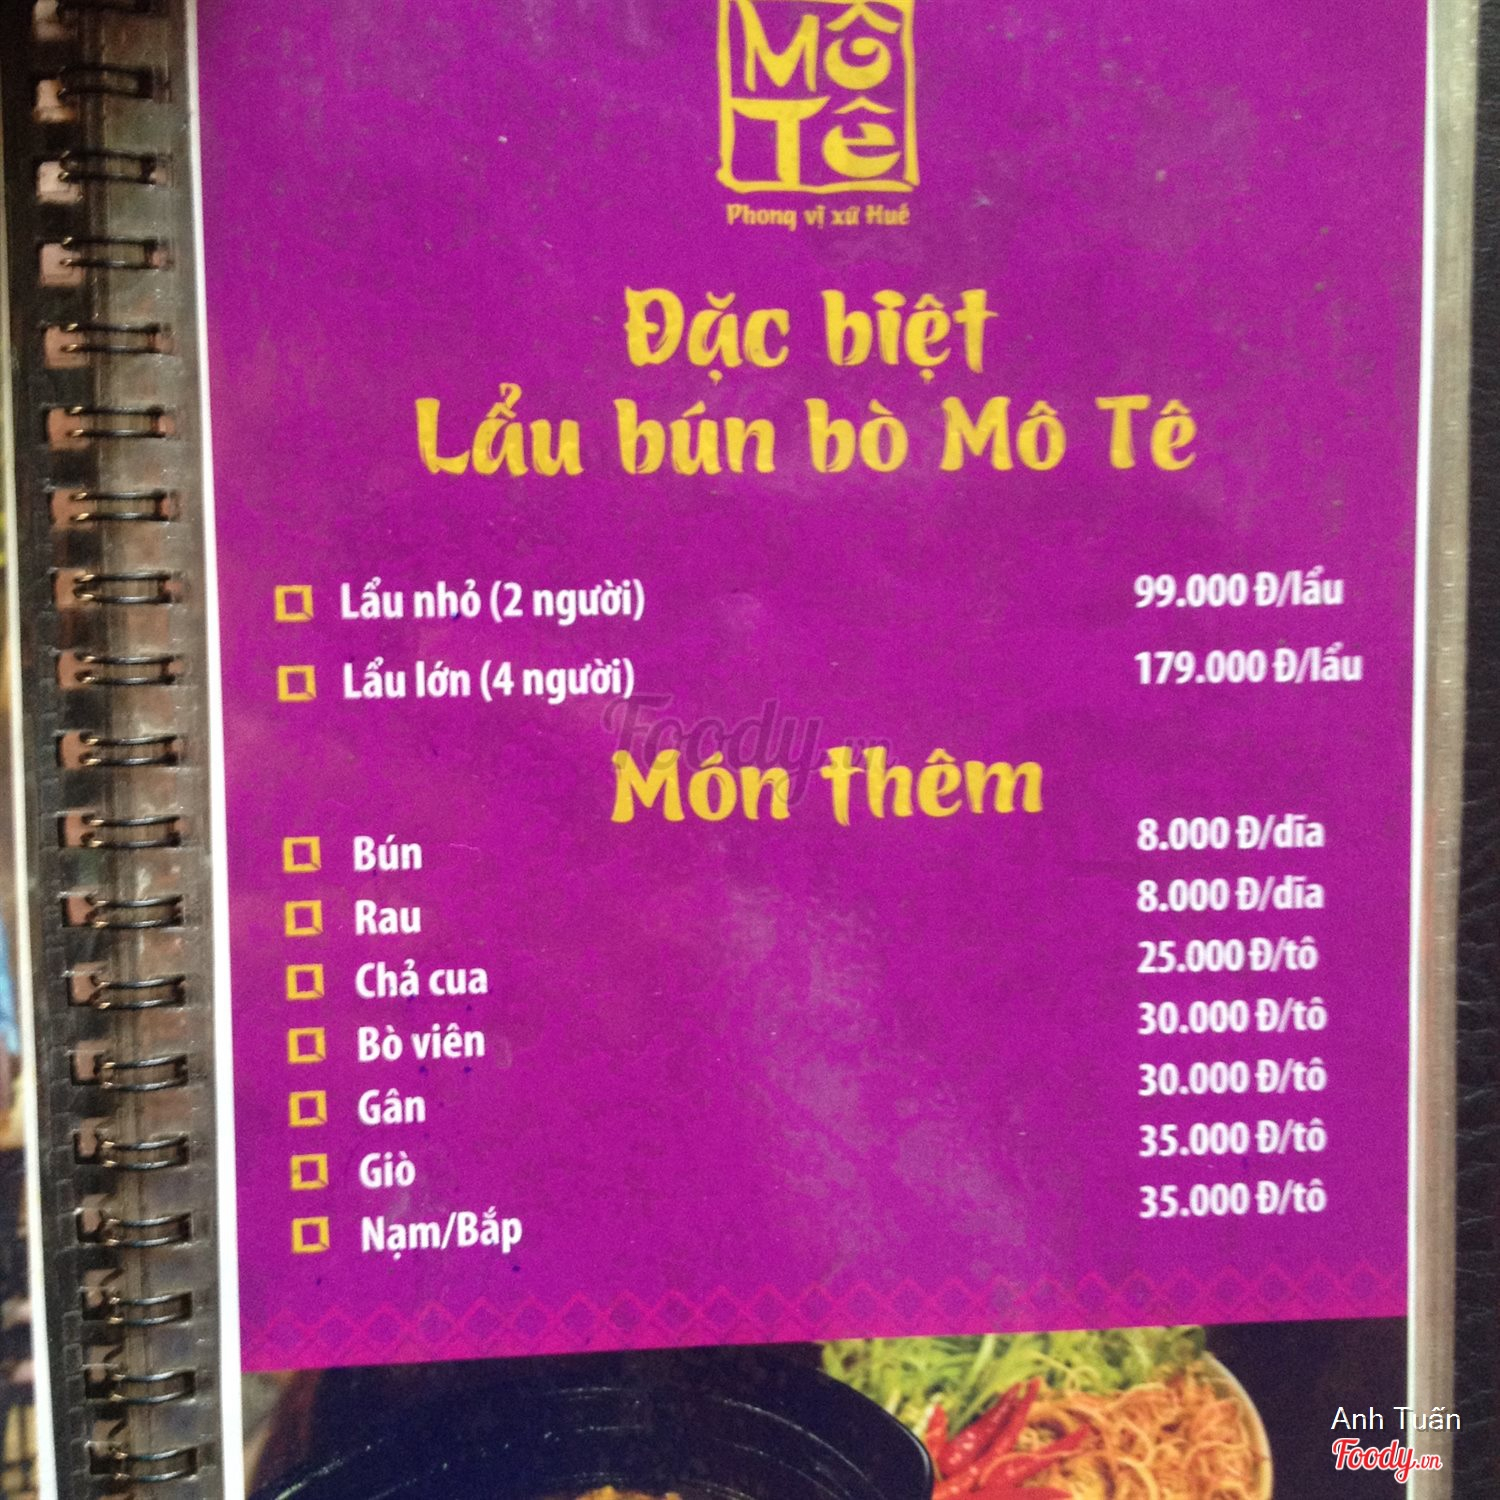 Mô
Tê
Phong vị xứ Huế
Đặc biệt
Lẩu bún bò Mô Tê
Lẩu nhỏ (2 người) 99.000 Đ/lẩu
Lẩu lớn (4 người) 179.000 Đ/lẩu
Foody.vn
Món thêm
Bún 8.000 Đ/dĩa
Rau 8.000 Đ/dĩa
Chả cua 25.000 Đ/tô
Bò viên 30.000 Đ/tô
Gân 30.000 Đ/tô
Giò 35.000 Đ/tô
Nạm/Bắp 35.000 Đ/tô
Anh Tuấn
Foody.vn